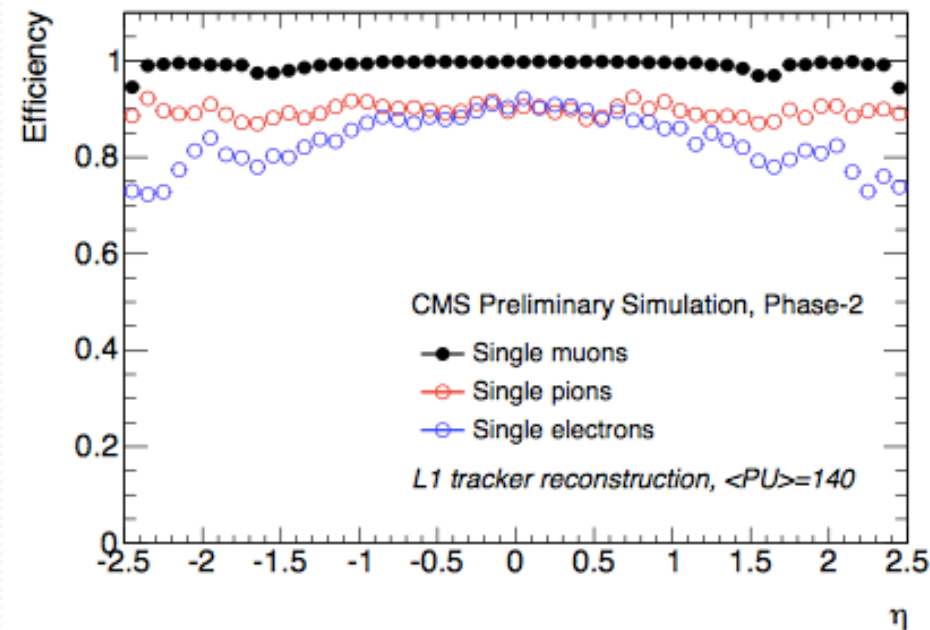 Efficiency
1
0.8
0.6
0.4
0.2
0
CMS Preliminary Simulation, Phase-2
Single muons
Single pions
Single electrons
L1 tracker reconstruction, <PU>=140
-2.5 -2 -1.5 -1 -0.5 0 0.5 1 1.5 2 2.5
η